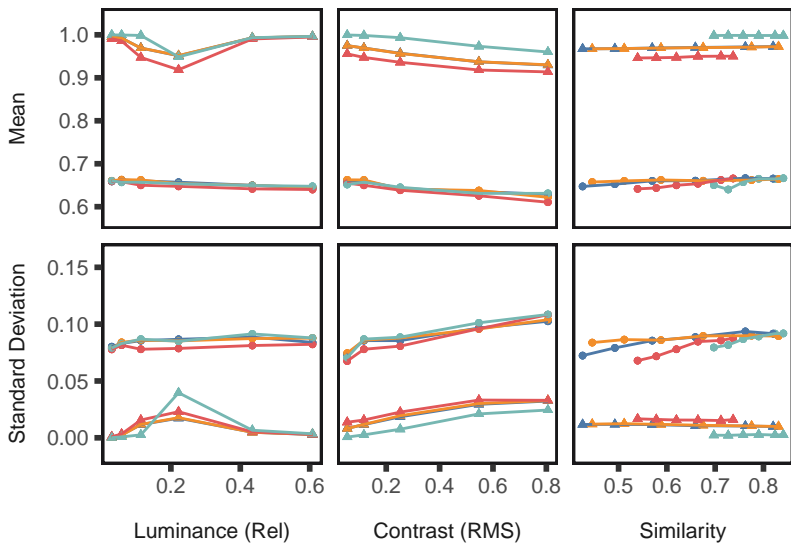 Mean
1.0
0.9
0.8
0.7
0.6
Standard Deviation
0.15
0.10
0.05
0.00
0.2 0.4 0.6
0.2 0.4 0.6 0.8
0.5 0.6 0.7 0.8
Luminance (Rel) Contrast (RMS) Similarity